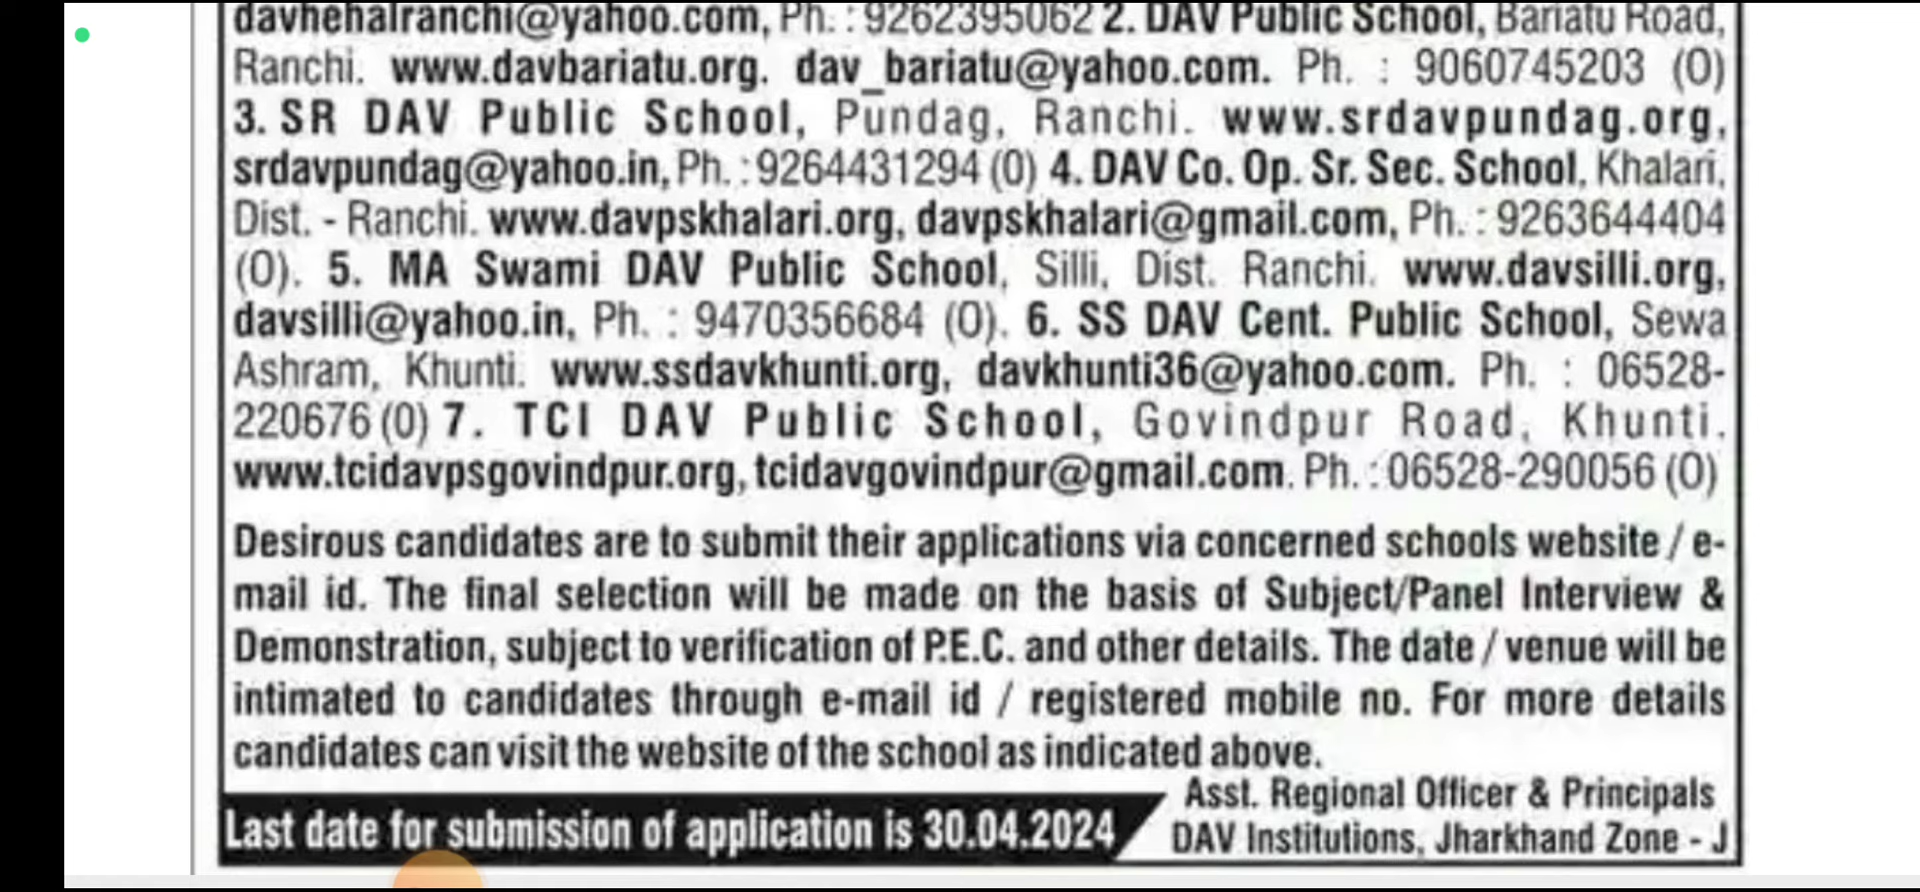 davhehalranchi@yahoo.com, Ph. : 9262395062 2. DAV Public School, Bariatu Road,
Ranchi. www.davbariatu.org. dav_bariatu@yahoo.com. Ph. : 9060745203 (O)
3. SR DAV Public School, Pundag, Ranchi. www.srdavpundag.org,
srdavpundag@yahoo.in, Ph. : 9264431294 (O) 4. DAV Co. Op. Sr. Sec. School, Khalari,
Dist. - Ranchi. www.davpskhalari.org, davpskhalari@gmail.com, Ph. : 9263644404
(O). 5. MA Swami DAV Public School, Silli, Dist. Ranchi. www.davsilli.org,
davsilli@yahoo.in, Ph. : 9470356684 (O). 6. SS DAV Cent. Public School, Sewa
Ashram, Khunti. www.ssdavkhunti.org, davkhunti36@yahoo.com. Ph. : 06528-
220676 (O) 7. TCI DAV Public School, Govindpur Road, Khunti.
www.tcidavpsgovindpur.org, tcidavgovindpur@gmail.com. Ph. : 06528-290056 (O)
Desirous candidates are to submit their applications via concerned schools website / e-
mail id. The final selection will be made on the basis of Subject/Panel Interview &
Demonstration, subject to verification of P.E.C. and other details. The date / venue will be
intimated to candidates through e-mail id / registered mobile no. For more details
candidates can visit the website of the school as indicated above.
Last date for submission of application is 30.04.2024
Asst. Regional Officer & Principals
DAV Institutions, Jharkhand Zone - J